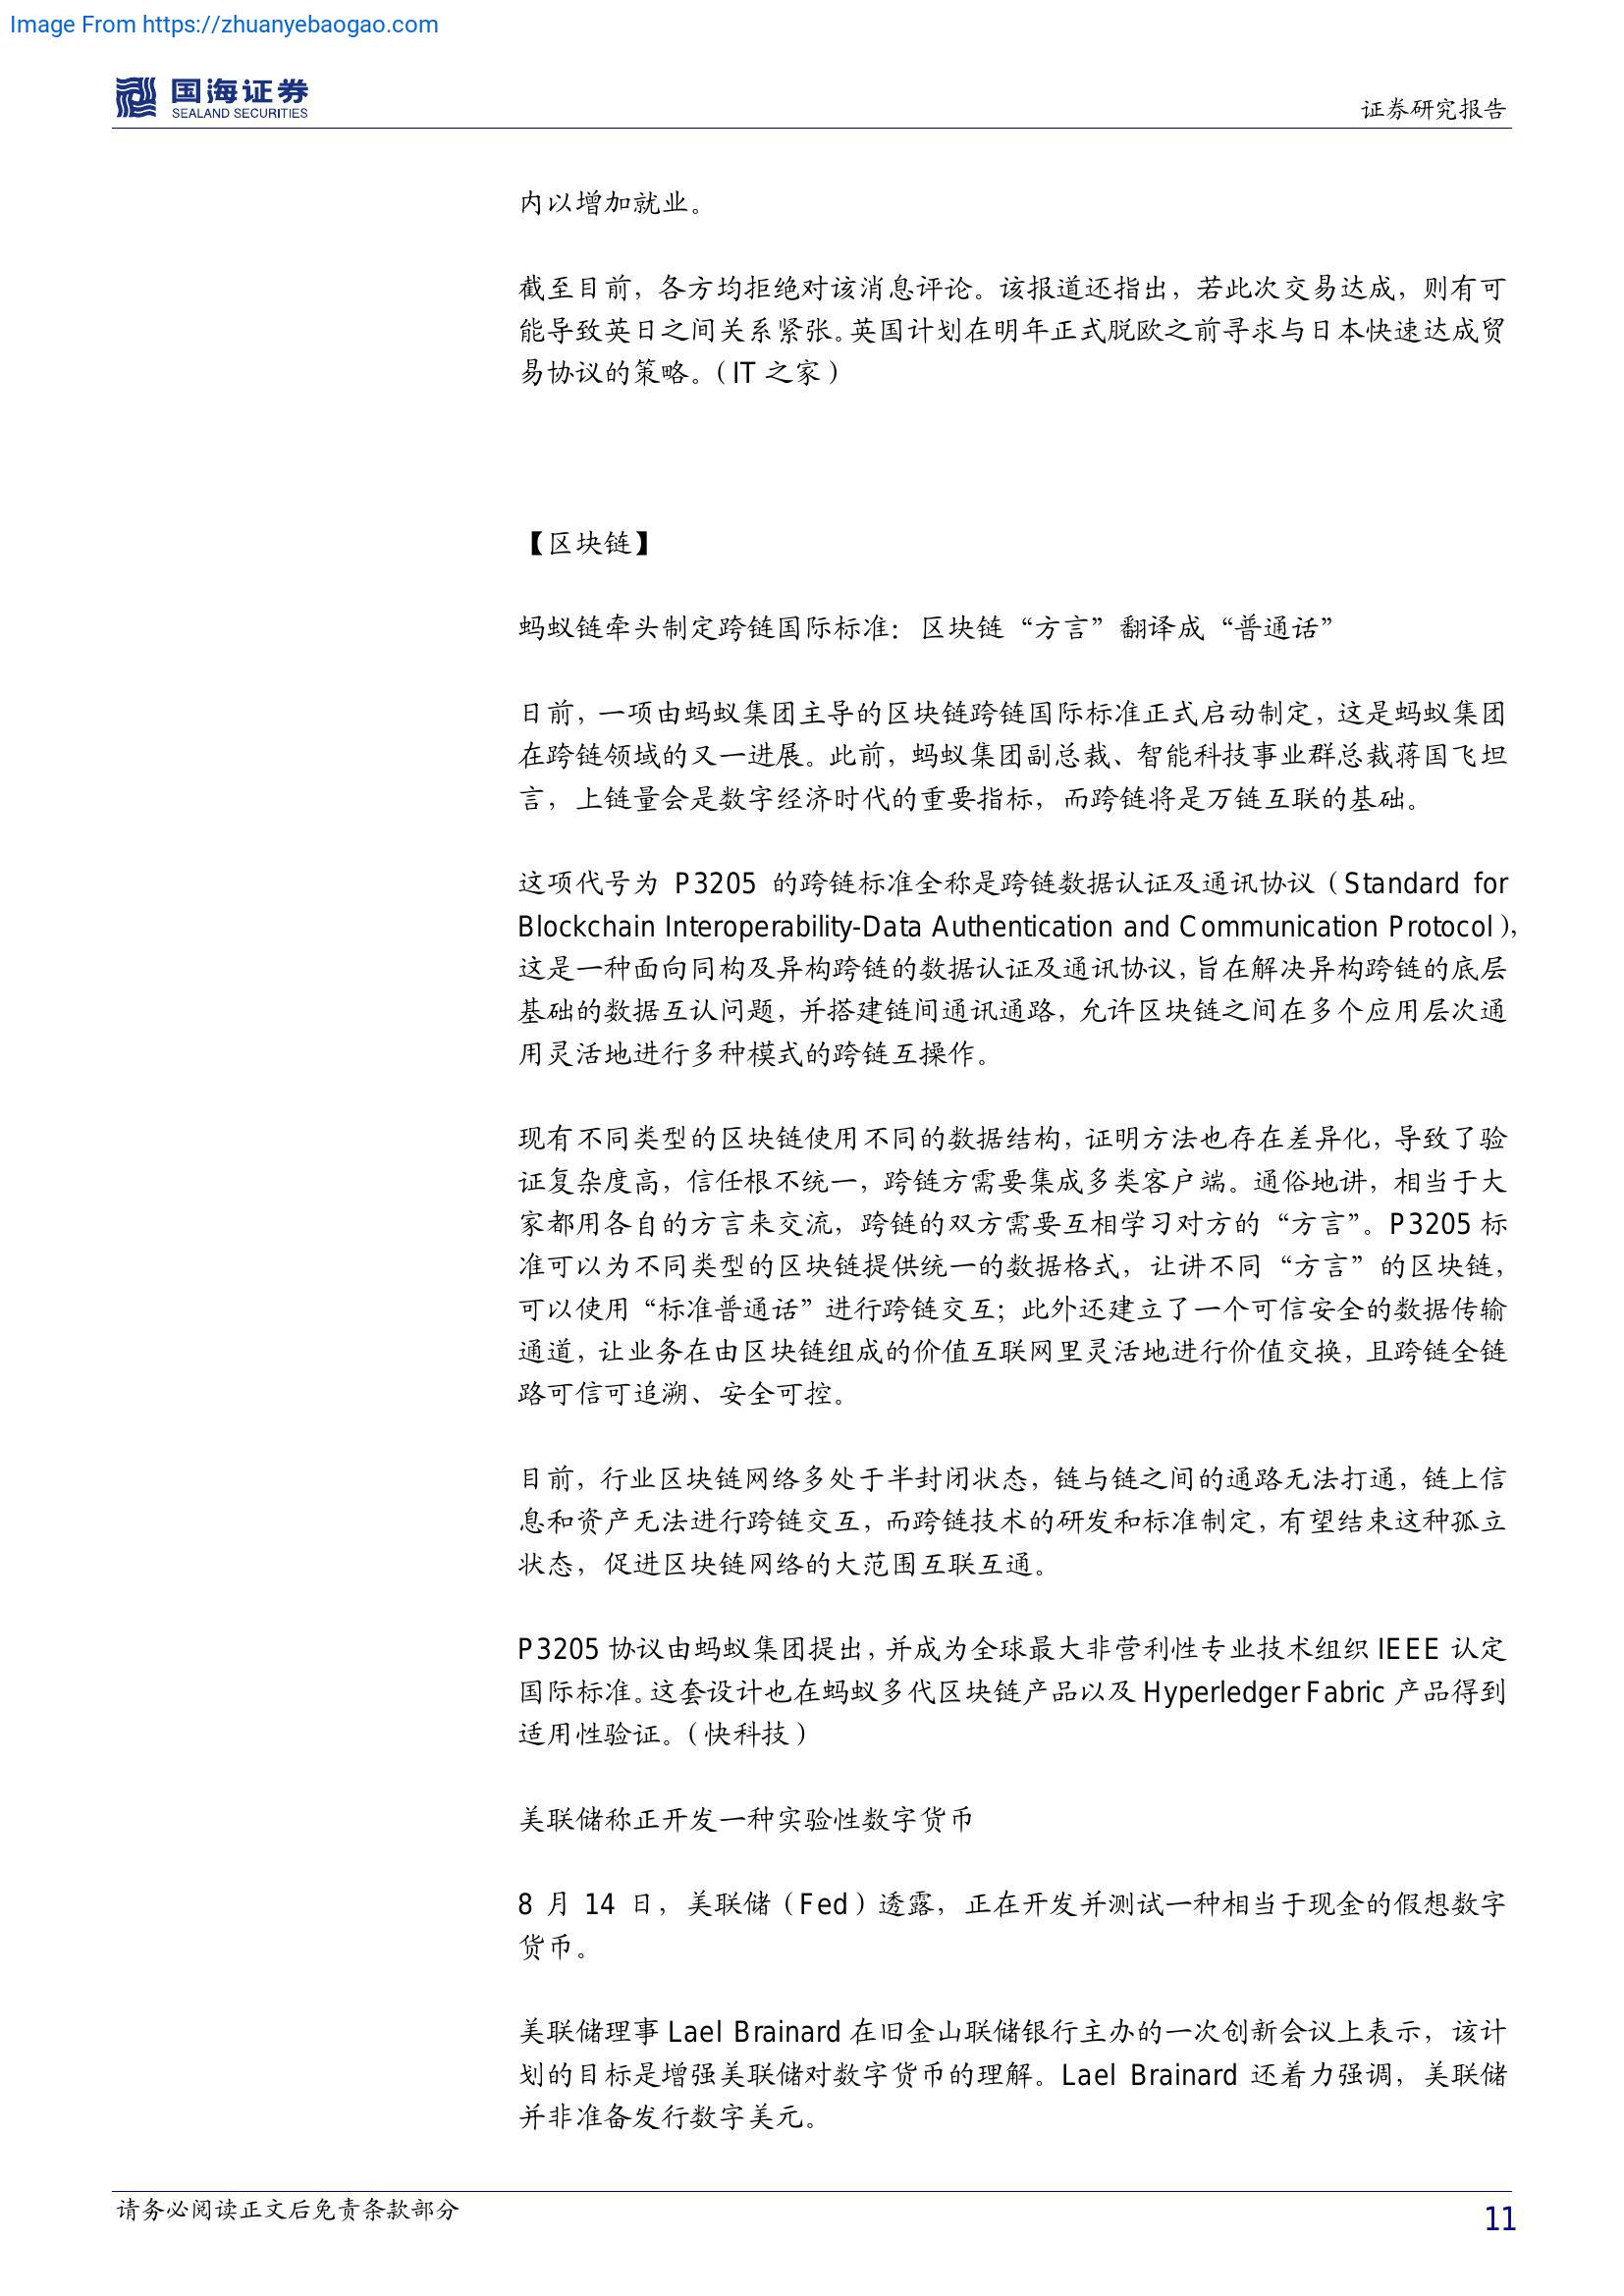 Image From https://zhuanyebaogao.com
国海证券
SEALAND SECURITIES
证券研究报告
内以增加就业。
截至目前，各方均拒绝对该消息评论。该报道还指出，若此次交易达成，则有可
能导致英日之间关系紧张。英国计划在明年正式脱欧之前寻求与日本快速达成贸
易协议的策略。（IT 之家）
【区块链】
蚂蚁链牵头制定跨链国际标准：区块链“方言”翻译成“普通话”
日前，一项由蚂蚁集团主导的区块链跨链国际标准正式启动制定，这是蚂蚁集团
在跨链领域的又一进展。此前，蚂蚁集团副总裁、智能科技事业群总裁蒋国飞坦
言，上链量会是数字经济时代的重要指标，而跨链将是万链互联的基础。
这项代号为 P3205 的跨链标准全称是跨链数据认证及通讯协议（Standard for
Blockchain Interoperability-Data Authentication and Communication Protocol），
这是一种面向同构及异构跨链的数据认证及通讯协议，旨在解决异构跨链的底层
基础的数据互认问题，并搭建链间通讯通路，允许区块链之间在多个应用层次通
用灵活地进行多种模式的跨链互操作。
现有不同类型的区块链使用不同的数据结构，证明方法也存在差异化，导致了验
证复杂度高，信任根不统一，跨链方需要集成多类客户端。通俗地讲，相当于大
家都用各自的方言来交流，跨链的双方需要互相学习对方的“方言”。P3205 标
准可以为不同类型的区块链提供统一的数据格式，让讲不同“方言”的区块链，
可以使用“标准普通话”进行跨链交互；此外还建立了一个可信安全的数据传输
通道，让业务在由区块链组成的价值互联网里灵活地进行价值交换，且跨链全链
路可信可追溯、安全可控。
目前，行业区块链网络多处于半封闭状态，链与链之间的通路无法打通，链上信
息和资产无法进行跨链交互，而跨链技术的研发和标准制定，有望结束这种孤立
状态，促进区块链网络的大范围互联互通。
P3205 协议由蚂蚁集团提出，并成为全球最大非营利性专业技术组织 IEEE 认定
国际标准。这套设计也在蚂蚁多代区块链产品以及 Hyperledger Fabric 产品得到
适用性验证。（快科技）
美联储称正开发一种实验性数字货币
8 月 14 日，美联储（Fed）透露，正在开发并测试一种相当于现金的假想数字
货币。
美联储理事 Lael Brainard 在旧金山联储银行主办的一次创新会议上表示，该计
划的目标是增强美联储对数字货币的理解。Lael Brainard 还着力强调，美联储
并非准备发行数字美元。
请务必阅读正文后免责条款部分
11